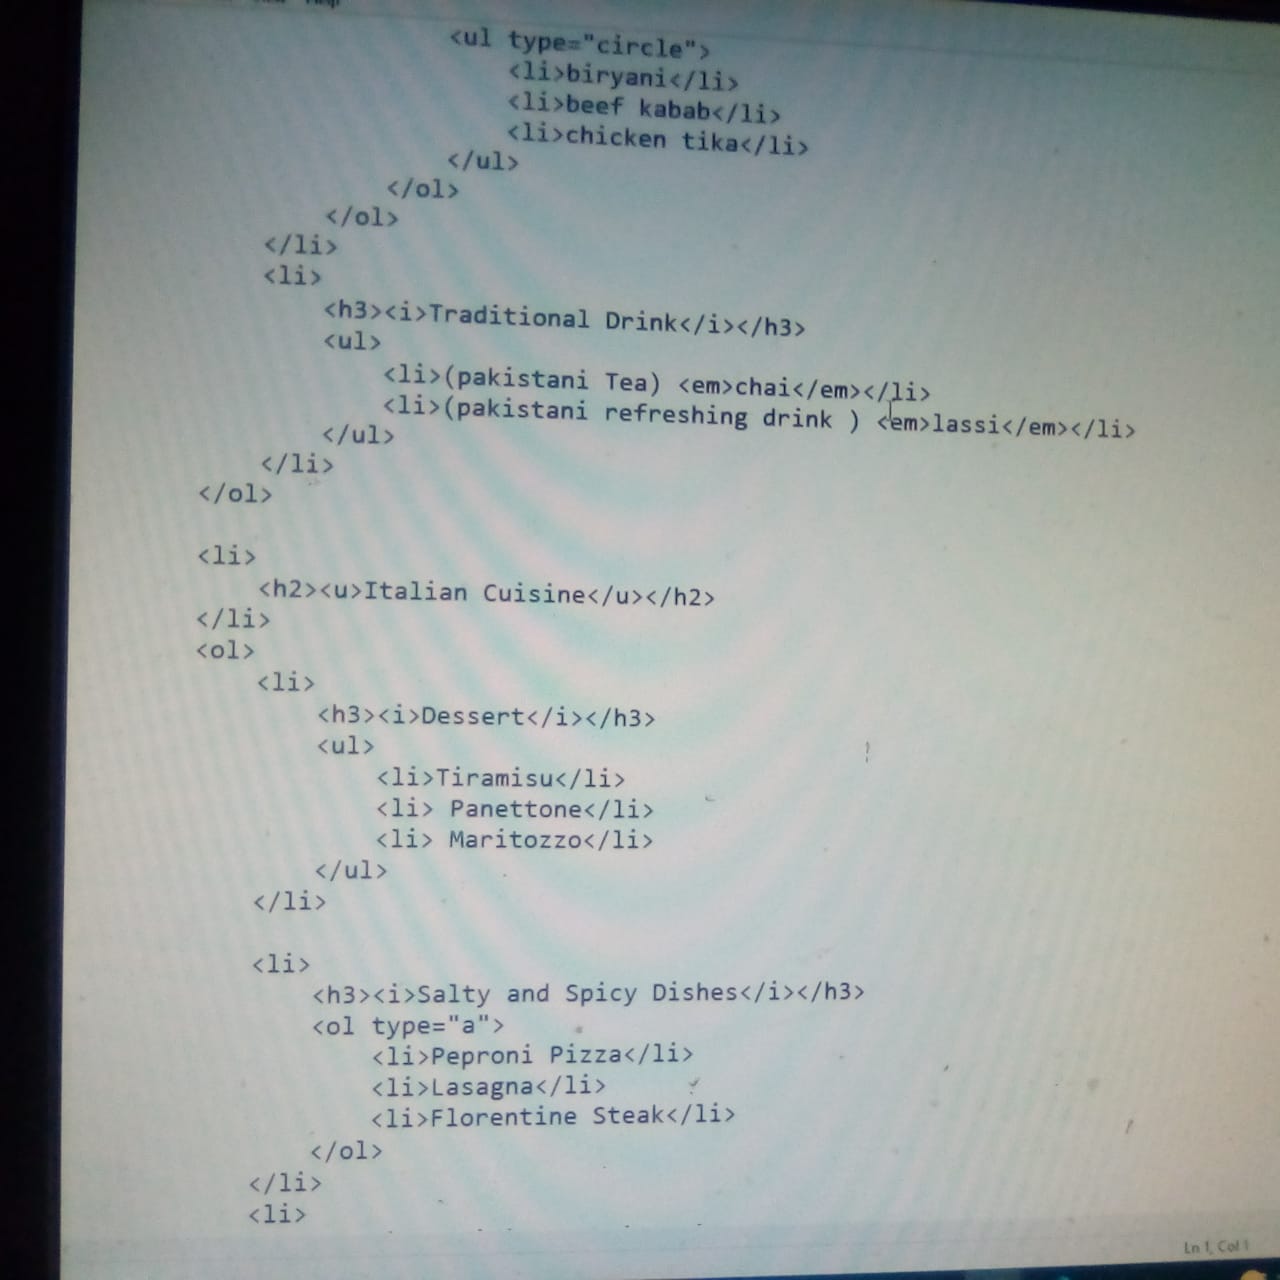 Help
<ul type="circle">
<li>biryani</li>
<li>beef kabab</li>
<li>chicken tika</li>
</ul>
</ol>
</ol>
</li>
<li>
<h3><i>Traditional Drink</i></h3>
<ul>
<li>(pakistani Tea) <em>chai</em></li>
<li>(pakistani refreshing drink ) <em>lassi</em></li>
</ul>
</li>
</ol>
<li>
<h2><u>Italian Cuisine</u></h2>
</li>
<ol>
<li>
<h3><i>Dessert</i></h3>
<ul>
<li>Tiramisu</li>
<li> Panettone</li>
<li> Maritozzo</li>
</ul>
</li>
<li>
<h3><i>Salty and Spicy Dishes</i></h3>
<ol type="a">
<li>Peproni Pizza</li>
<li>Lasagna</li>
<li>Florentine Steak</li>
</ol>
</li>
<li>
Ln 1, Col 1